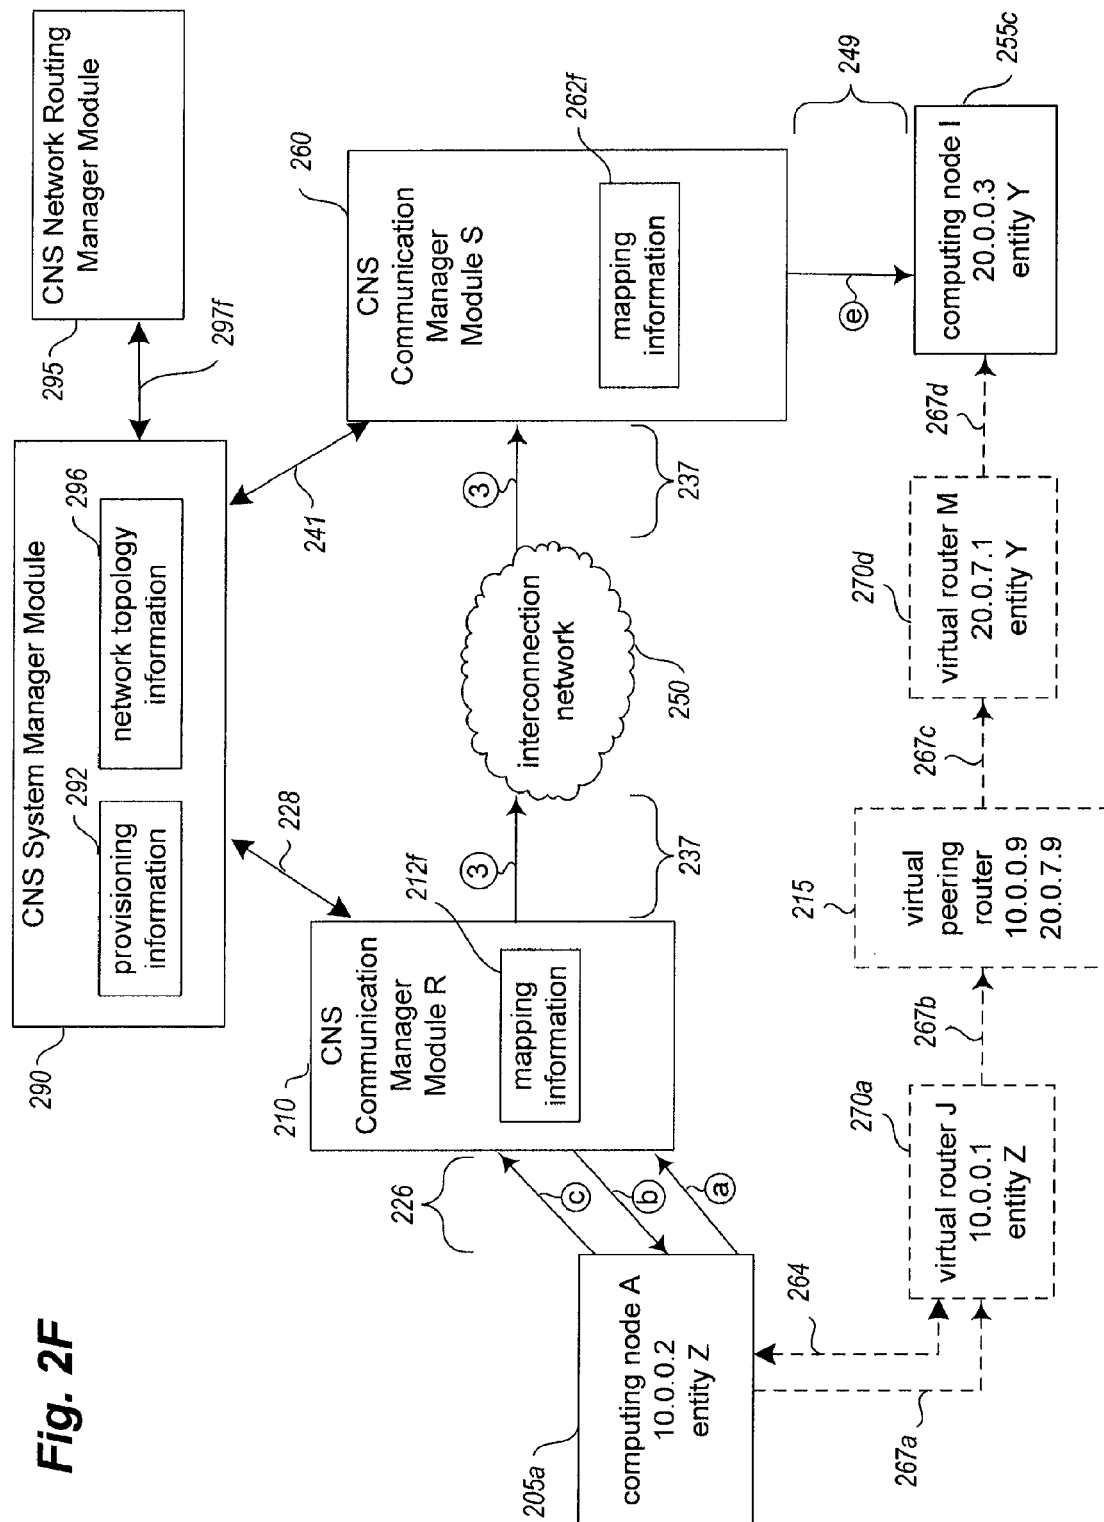 Fig. 2F
290
CNS System Manager Module
292
provisioning
information
296
network topology
information
297f
295
CNS Network Routing
Manager Module
228
241
210
CNS
Communication
Manager
Module R
212f
mapping
information
260
CNS
Communication
Manager
Module S
262f
mapping
information
226
c
b
a
3
237
interconnection
network
250
3
237
e
249
205a
computing node A
10.0.0.2
entity Z
264
267a
270a
virtual router J
10.0.0.1
entity Z
267b
215
virtual
peering
router
10.0.0.9
20.0.7.9
267c
270d
virtual router M
20.0.7.1
entity Y
267d
255c
computing node I
20.0.0.3
entity Y